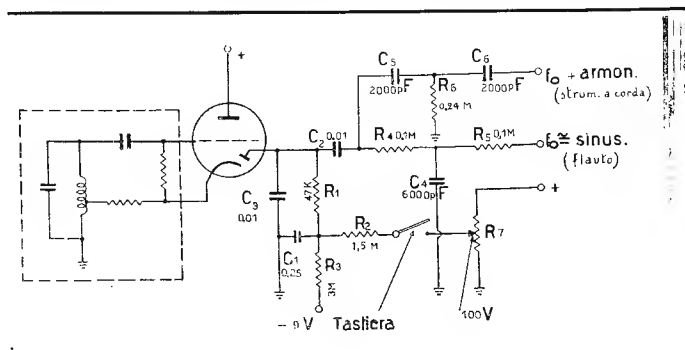 +
C5
2000pF
C6
2000pF
fo + armon.
(strum. a corda)
R6
0,24 M
C2 0.01
R4 0,1M
R5 0,1M
fo ≅ sinus.
(flauto)
C3
0.01
R1
47K
C4
6000pF
+
R2
1,5 M
R7
C1
0,25
R3
3M
100V
- 9 V
Tastiera